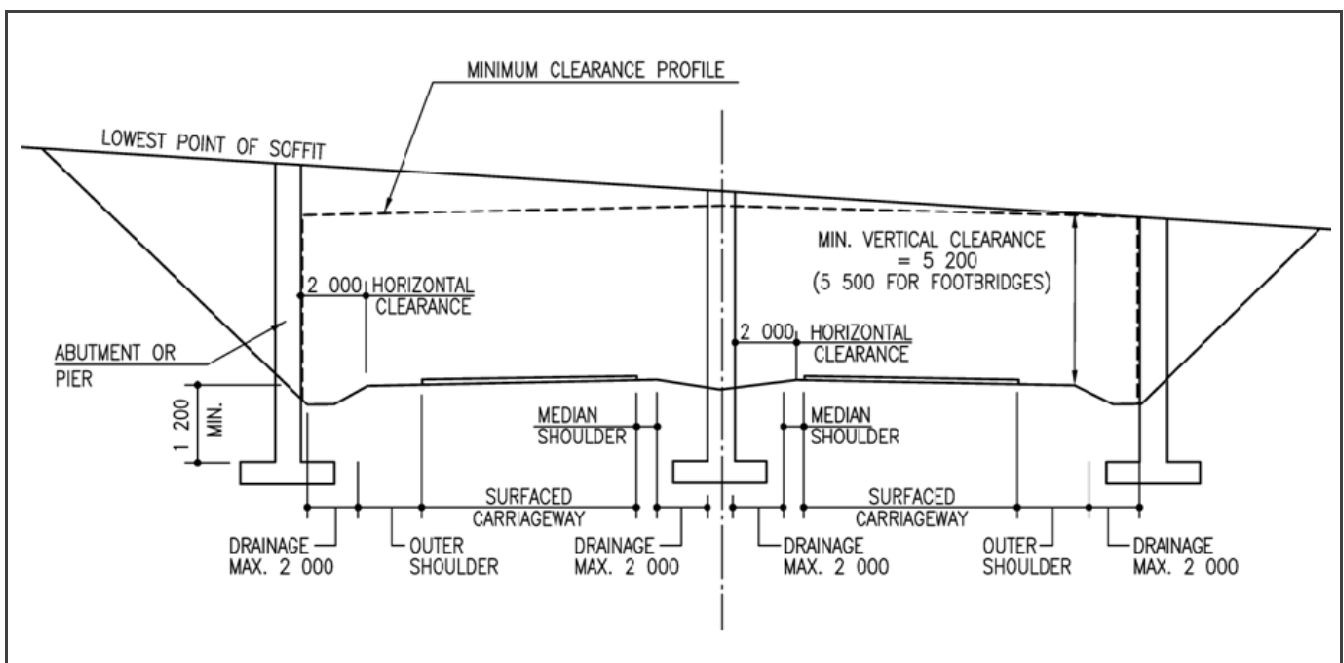 MINIMUM CLEARANCE PROFILE
LOWEST POINT OF SOFFIT
MIN. VERTICAL CLEARANCE
= 5 200
(5 500 FOR FOOTBRIDGES)
2 000 HORIZONTAL
CLEARANCE
2 000 HORIZONTAL
CLEARANCE
ABUTMENT OR
PIER
1 200
MIN.
MEDIAN
SHOULDER
MEDIAN
SHOULDER
SURFACED
CARRIAGEWAY
SURFACED
CARRIAGEWAY
DRAINAGE
MAX. 2 000
OUTER
SHOULDER
DRAINAGE
MAX. 2 000
DRAINAGE
MAX. 2 000
OUTER
SHOULDER
DRAINAGE
MAX. 2 000